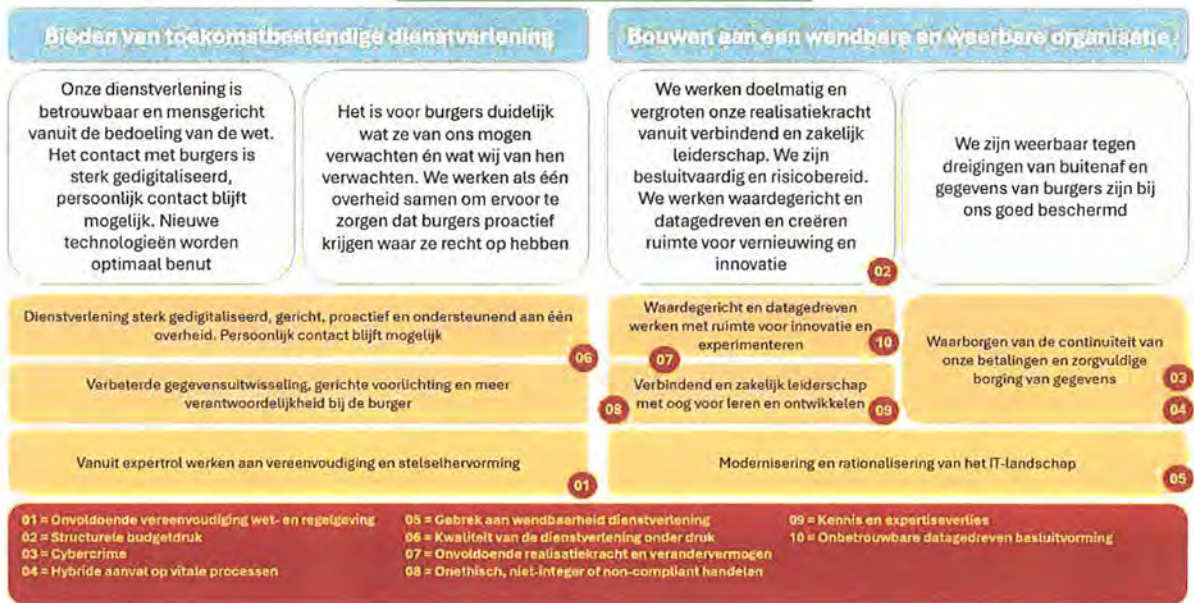 Bieden van toekomstbestendige dienstverlening
Bouwen aan een wendbare en weerbare organisatie
Onze dienstverlening is
betrouwbaar en mensgericht
vanuit de bedoeling van de wet.
Het contact met burgers is
sterk gedigitaliseerd,
persoonlijk contact blijft
mogelijk. Nieuwe
technologieën worden
optimaal benut
Het is voor burgers duidelijk
wat ze van ons mogen
verwachten én wat wij van hen
verwachten. We werken als één
overheid samen om ervoor te
zorgen dat burgers proactief
krijgen waar ze recht op hebben
We werken doelmatig en
vergroten onze realisatiekracht
vanuit verbindend en zakelijk
leiderschap. We zijn
besluitvaardig en risicobereid.
We werken waardegericht en
datagedreven en creëren
ruimte voor vernieuwing en
innovatie
02
We zijn weerbaar tegen
dreigingen van buitenaf en
gegevens van burgers zijn bij
ons goed beschermd
Dienstverlening sterk gedigitaliseerd, gericht, proactief en ondersteunend aan één
overheid. Persoonlijk contact blijft mogelijk
06
Waardegericht en datagedreven
werken met ruimte voor innovatie en
experimenteren
07
10
Waarborgen van de continuïteit van
onze betalingen en zorgvuldige
borging van gegevens
03
04
Verbeterde gegevensuitwisseling, gerichte voorlichting en meer
verantwoordelijkheid bij de burger
08
Verbindend en zakelijk leiderschap
met oog voor leren en ontwikkelen
09
Vanuit expertrol werken aan vereenvoudiging en stelselhervorming
01
Modernisering en rationalisering van het IT-landschap
05
01 = Onvoldoende vereenvoudiging wet- en regelgeving
02 = Structurele budgetdruk
03 = Cybercrime
04 = Hybride aanval op vitale processen
05 = Gebrek aan wendbaarheid dienstverlening
06 = Kwaliteit van de dienstverlening onder druk
07 = Onvoldoende realisatiekracht en verandervermogen
08 = Onethisch, niet-integer of non-compliant handelen
09 = Kennis en expertiseverlies
10 = Onbetrouwbare datagedreven besluitvorming